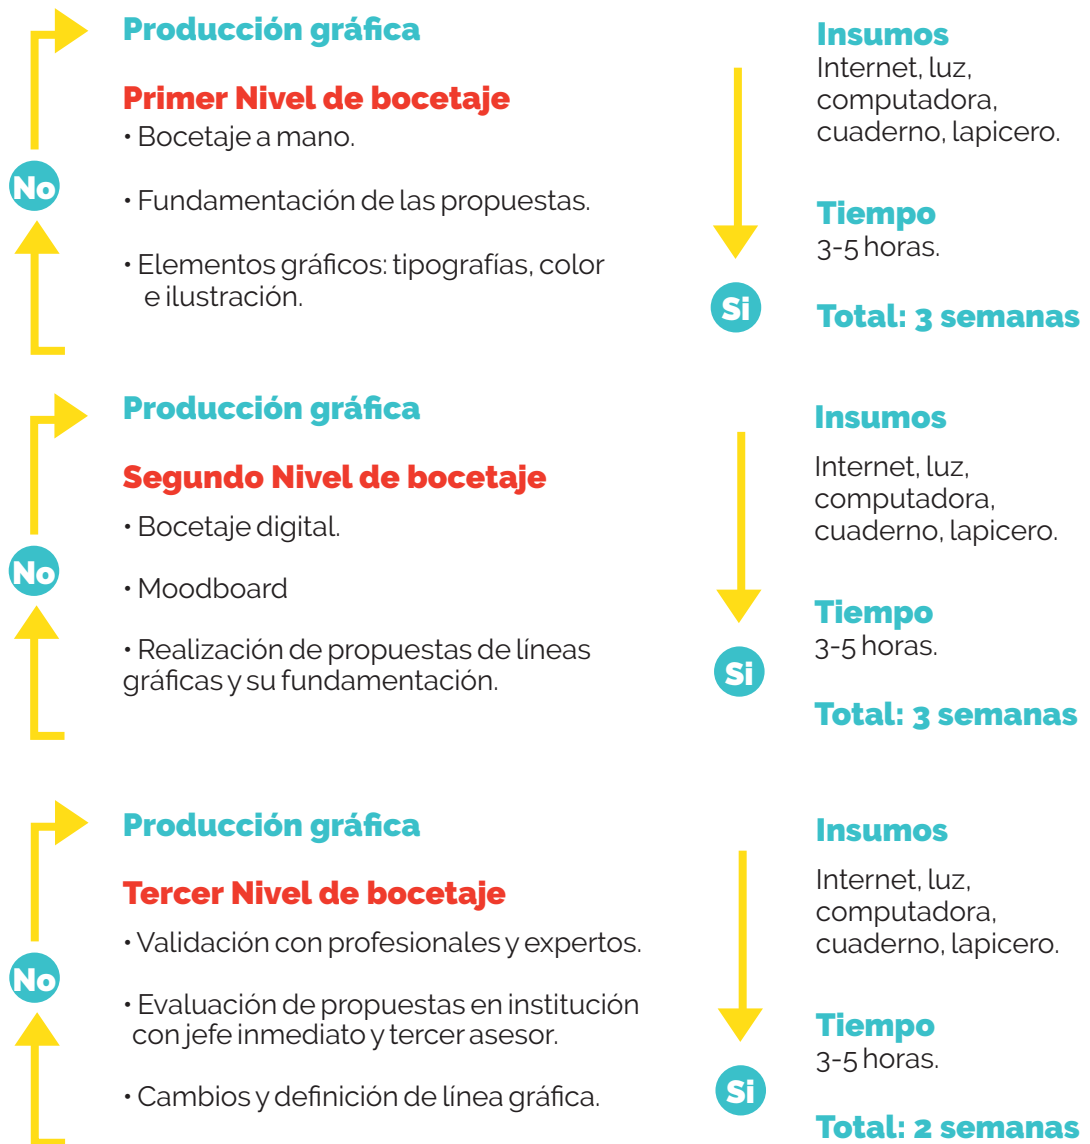 Producción gráfica
Primer Nivel de bocetaje
• Bocetaje a mano.
• Fundamentación de las propuestas.
• Elementos gráficos: tipografías, color
e ilustración.
No
Si
Insumos
Internet, luz,
computadora,
cuaderno, lapicero.
Tiempo
3-5 horas.
Total: 3 semanas
Producción gráfica
Segundo Nivel de bocetaje
• Bocetaje digital.
• Moodboard
• Realización de propuestas de líneas
gráficas y su fundamentación.
No
Si
Insumos
Internet, luz,
computadora,
cuaderno, lapicero.
Tiempo
3-5 horas.
Total: 3 semanas
Producción gráfica
Tercer Nivel de bocetaje
• Validación con profesionales y expertos.
• Evaluación de propuestas en institución
con jefe inmediato y tercer asesor.
• Cambios y definición de línea gráfica.
No
Si
Insumos
Internet, luz,
computadora,
cuaderno, lapicero.
Tiempo
3-5 horas.
Total: 2 semanas